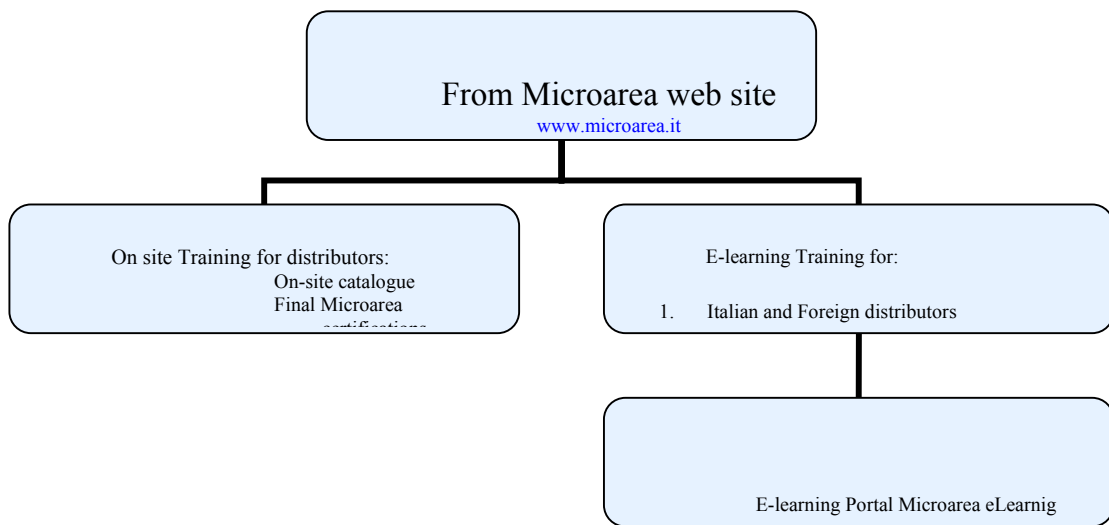 From Microarea web site
www.microarea.it
On site Training for distributors:
On-site catalogue
Final Microarea
certifications
E-learning Training for:
1. Italian and Foreign distributors
E-learning Portal Microarea eLearnig